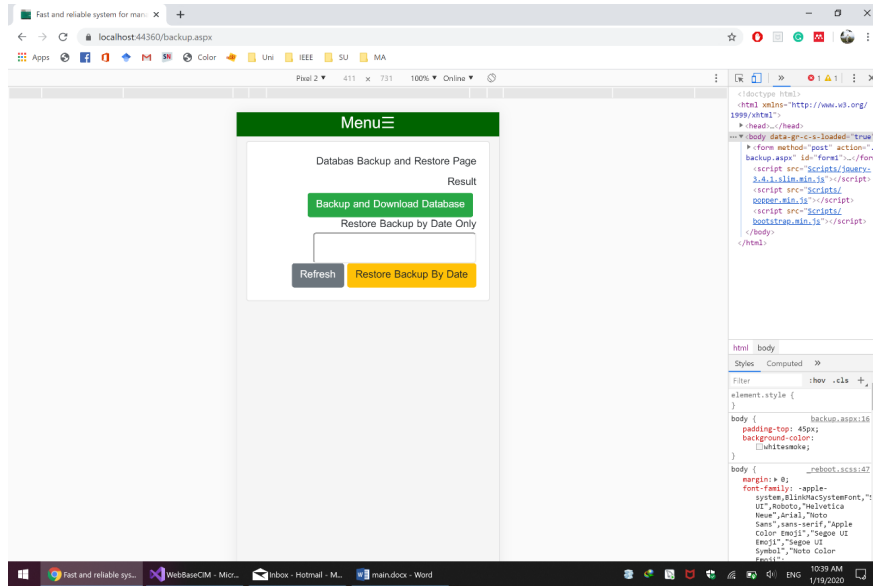 Fast and reliable system for mana
localhost:44360/backup.aspx
Apps Color Uni IEEE SU MA
Pixel 2 ▼ 411 x 731 100% ▼ Online ▼
1 1
Menu☰
Databas Backup and Restore Page
Result
Backup and Download Database
Restore Backup by Date Only
Refresh Restore Backup By Date
<!doctype html>
<html xmlns="http://www.w3.org/
1999/xhtml">
▶<head>…</head>
…▼<body data-gr-c-s-loaded="true"
▶<form method="post" action=".
backup.aspx" id="form1">…</for
<script src="Scripts/jquery-
3.4.1.slim.min.js"></script>
<script src="Scripts/
popper.min.js"></script>
<script src="Scripts/
bootstrap.min.js"></script>
</body>
</html>
html body
Styles Computed »
Filter :hov .cls +
element.style {
}
body { backup.aspx:16
padding-top: 45px;
background-color:
whitesmoke;
}
body { _reboot.scss:47
margin:▶ 0;
font-family: -apple-
system,BlinkMacSystemFont,"S
UI",Roboto,"Helvetica
Neue",Arial,"Noto
Sans",sans-serif,"Apple
Color Emoji","Segoe UI
Emoji","Segoe UI
Symbol","Noto Color
Emoji";
Fast and reliable sys... WebBaseCIM - Micr... Inbox - Hotmail - M... main.docx - Word
ENG 10:39 AM
1/19/2020